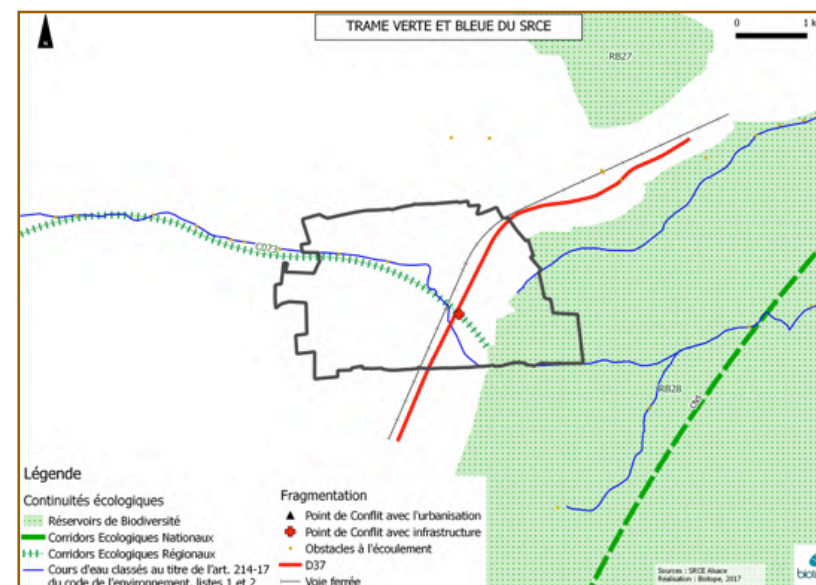 TRAME VERTE ET BLEUE DU SRCE
N
0 1 k
RB27
C073
RB28
CN5
Légende
Continuités écologiques
Réservoirs de Biodiversité
Corridors Ecologiques Nationaux
Corridors Ecologiques Régionaux
Cours d'eau classés au titre de l'art. 214-17
du code de l'environnement, listes 1 et 2
Fragmentation
Point de Conflit avec l'urbanisation
Point de Conflit avec infrastructure
Obstacles à l'écoulement
D37
Voie ferrée
Sources : SRCE Alsace
Réalisation : Biotope, 2017